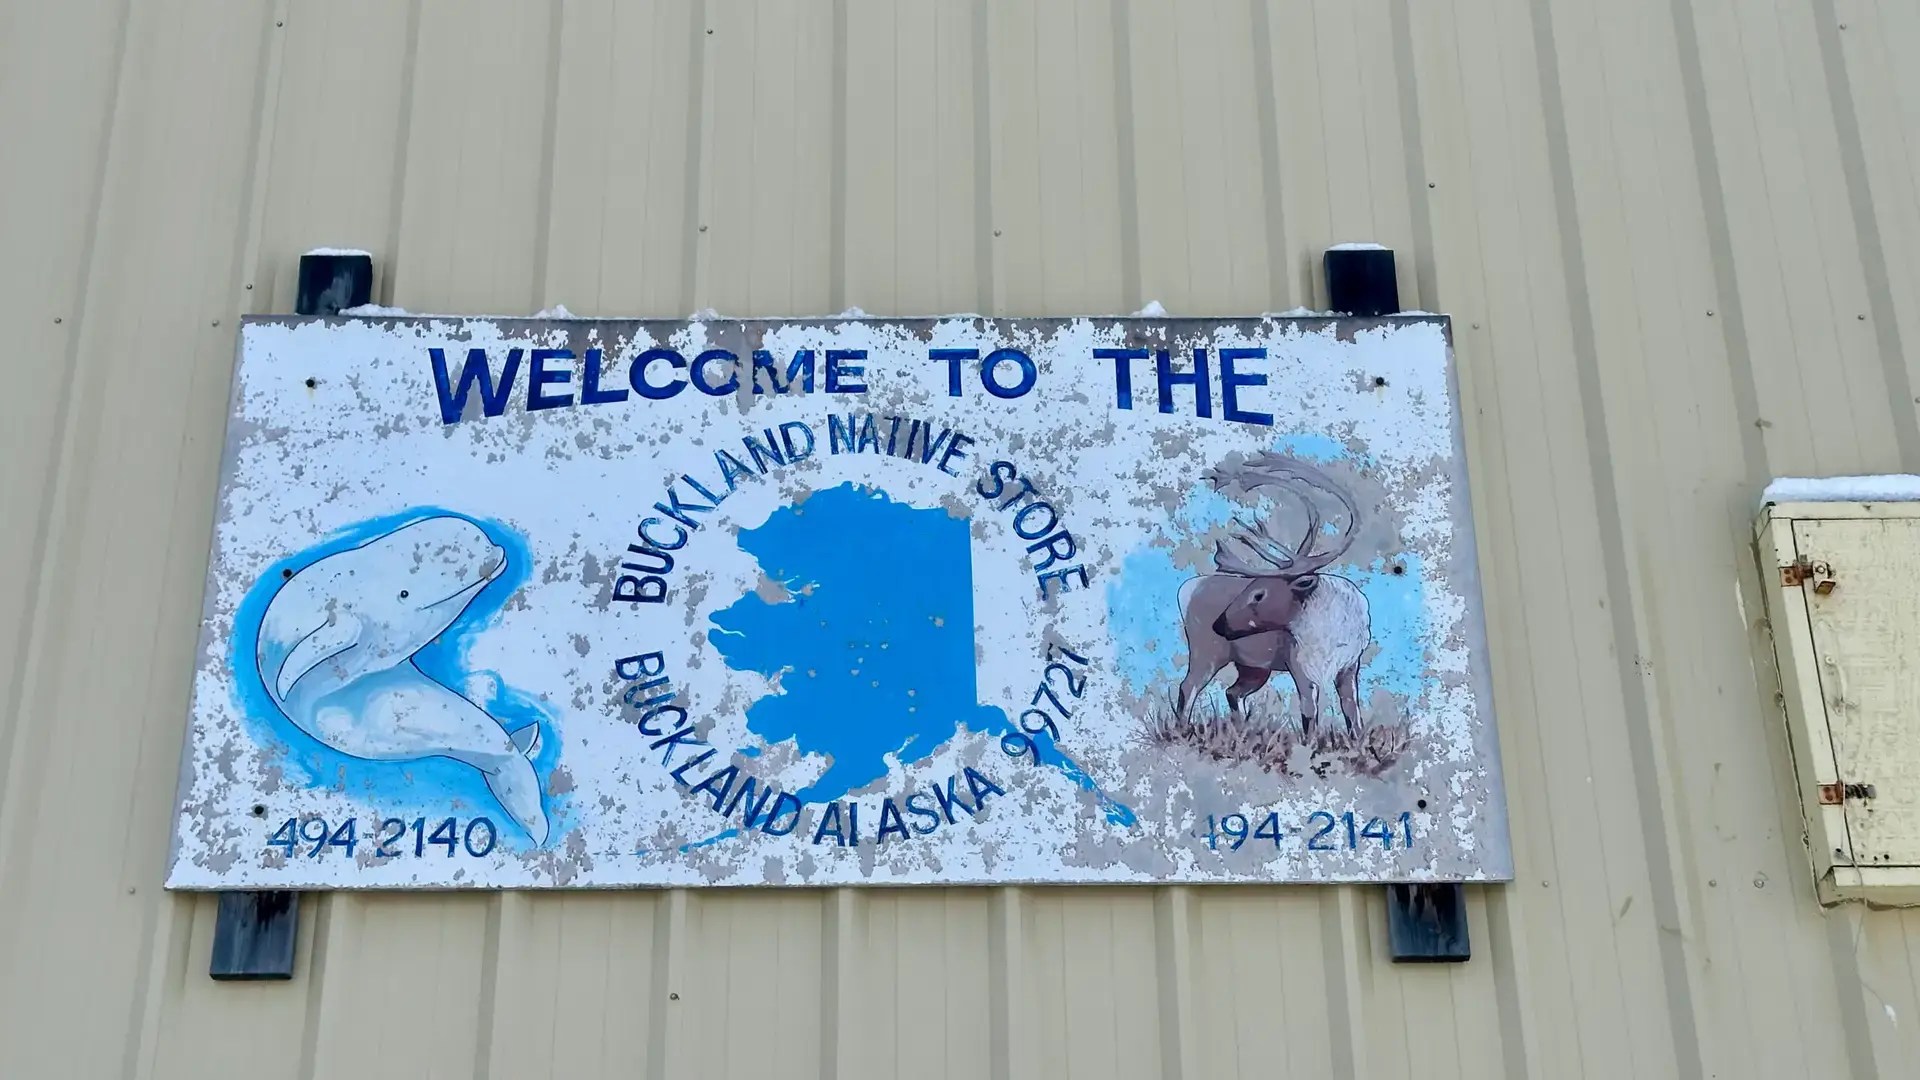 WELCOME TO THE
BUCKLAND NATIVE STORE
BUCKLAND ALASKA 99727
494-2140
494-2141